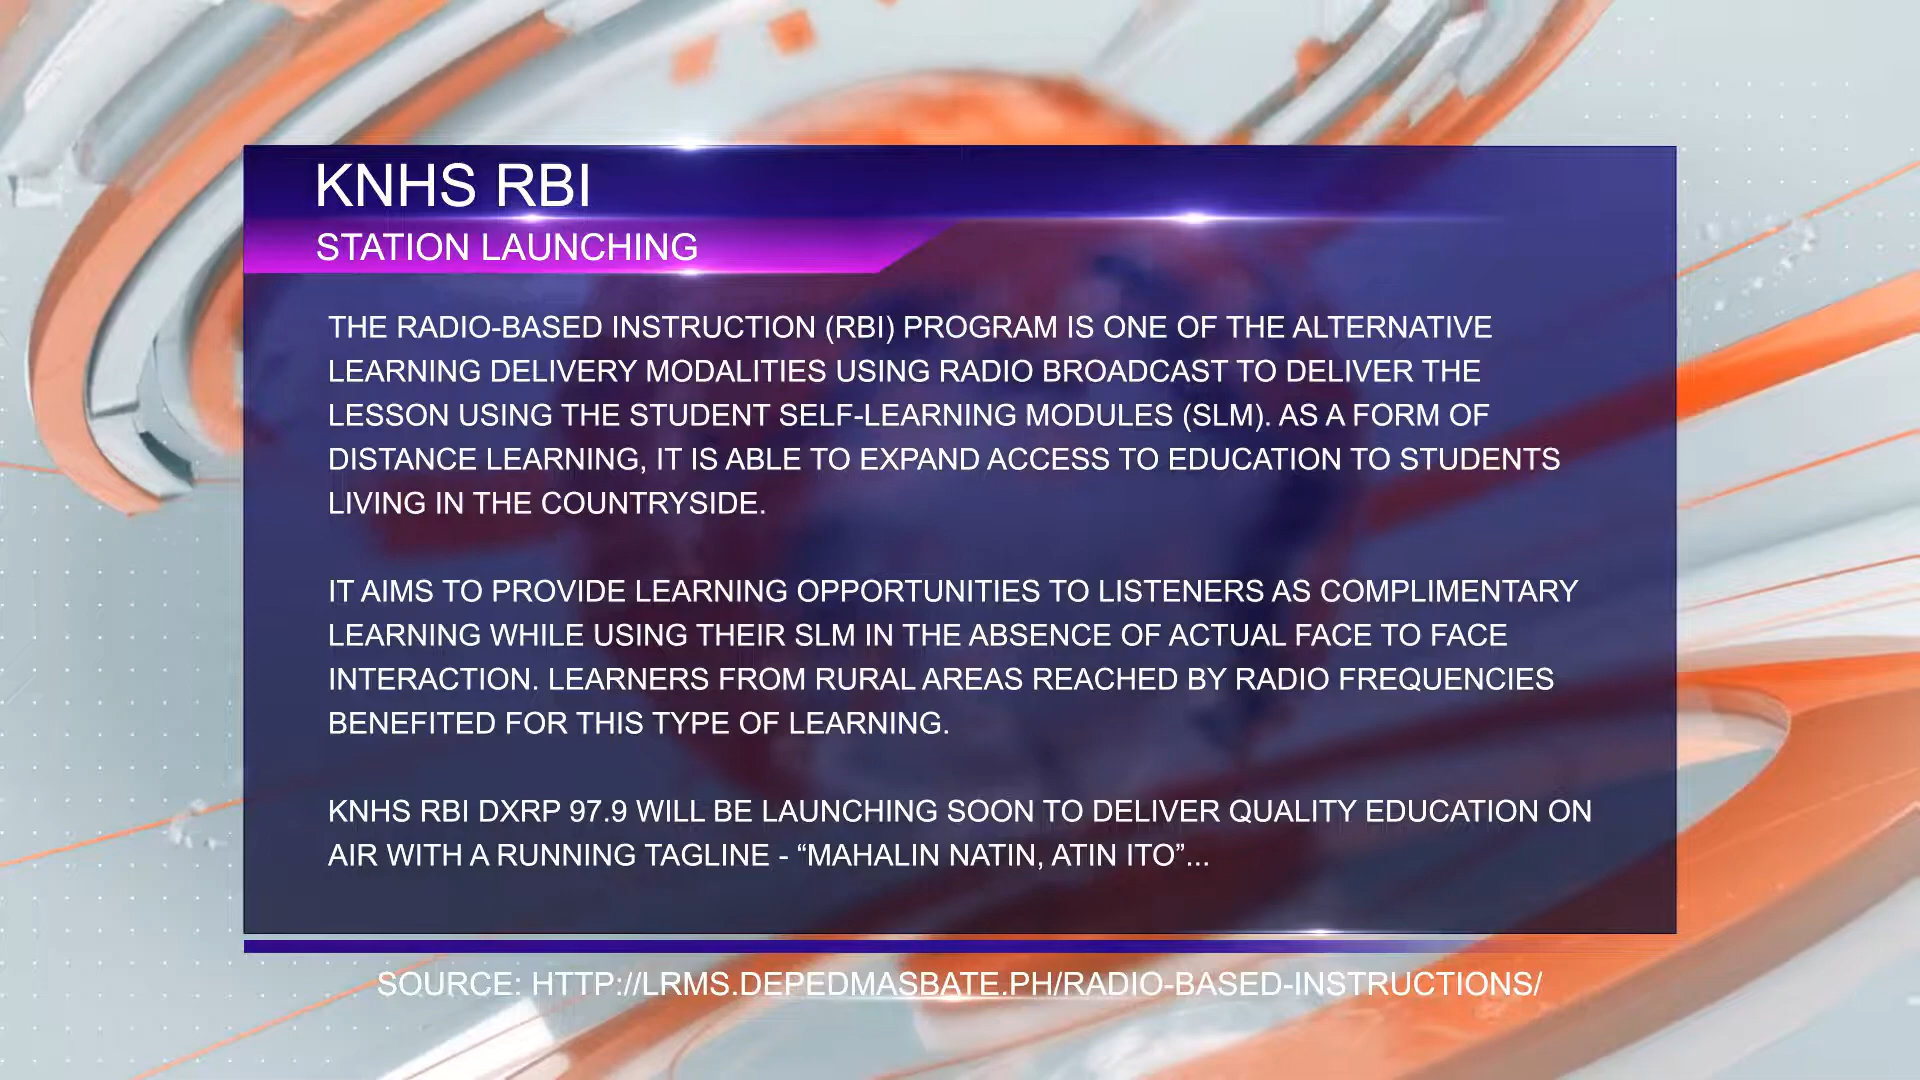 KNHS RBI
STATION LAUNCHING
THE RADIO-BASED INSTRUCTION (RBI) PROGRAM IS ONE OF THE ALTERNATIVE
LEARNING DELIVERY MODALITIES USING RADIO BROADCAST TO DELIVER THE
LESSON USING THE STUDENT SELF-LEARNING MODULES (SLM). AS A FORM OF
DISTANCE LEARNING, IT IS ABLE TO EXPAND ACCESS TO EDUCATION TO STUDENTS
LIVING IN THE COUNTRYSIDE.
IT AIMS TO PROVIDE LEARNING OPPORTUNITIES TO LISTENERS AS COMPLIMENTARY
LEARNING WHILE USING THEIR SLM IN THE ABSENCE OF ACTUAL FACE TO FACE
INTERACTION. LEARNERS FROM RURAL AREAS REACHED BY RADIO FREQUENCIES
BENEFITED FOR THIS TYPE OF LEARNING.
KNHS RBI DXRP 97.9 WILL BE LAUNCHING SOON TO DELIVER QUALITY EDUCATION ON
AIR WITH A RUNNING TAGLINE - “MAHALIN NATIN, ATIN ITO”...
SOURCE: HTTP://LRMS.DEPEDMASBATE.PH/RADIO-BASED-INSTRUCTIONS/